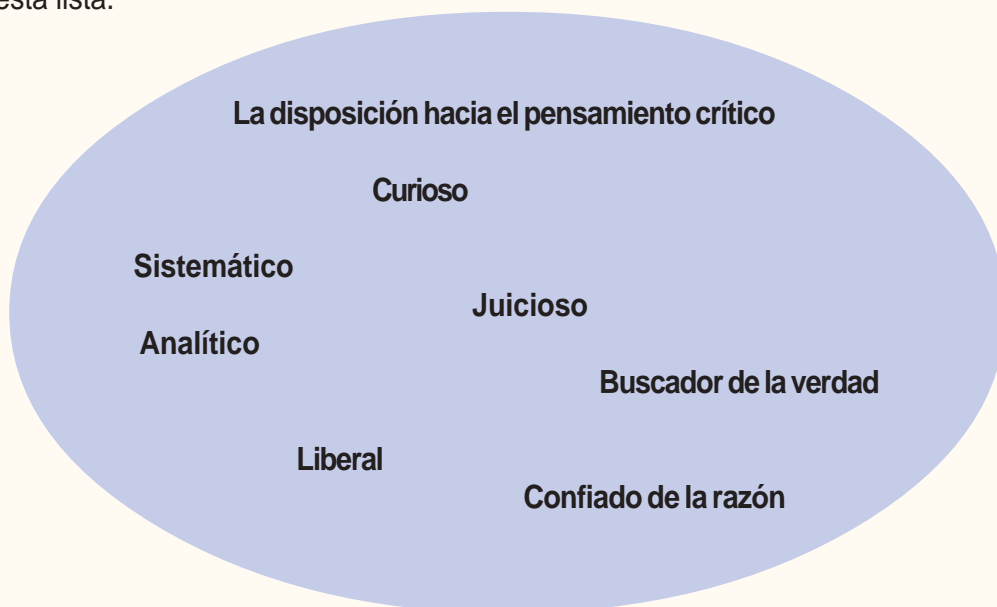 esta lista:
La disposición hacia el pensamiento crítico
Curioso
Sistemático
Juicioso
Analítico
Buscador de la verdad
Liberal
Confiado de la razón